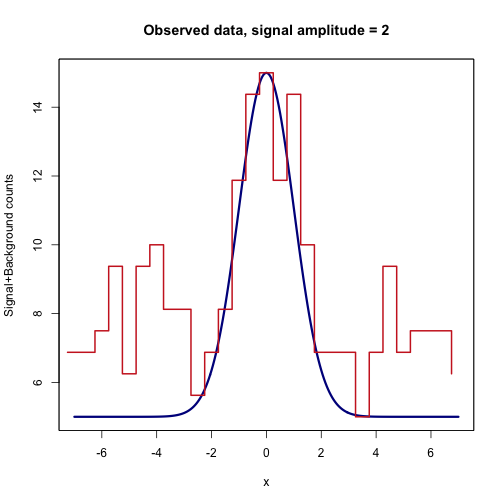 Observed data, signal amplitude = 2
Signal+Background counts
14
12
10
8
6
-6 -4 -2 0 2 4 6
x